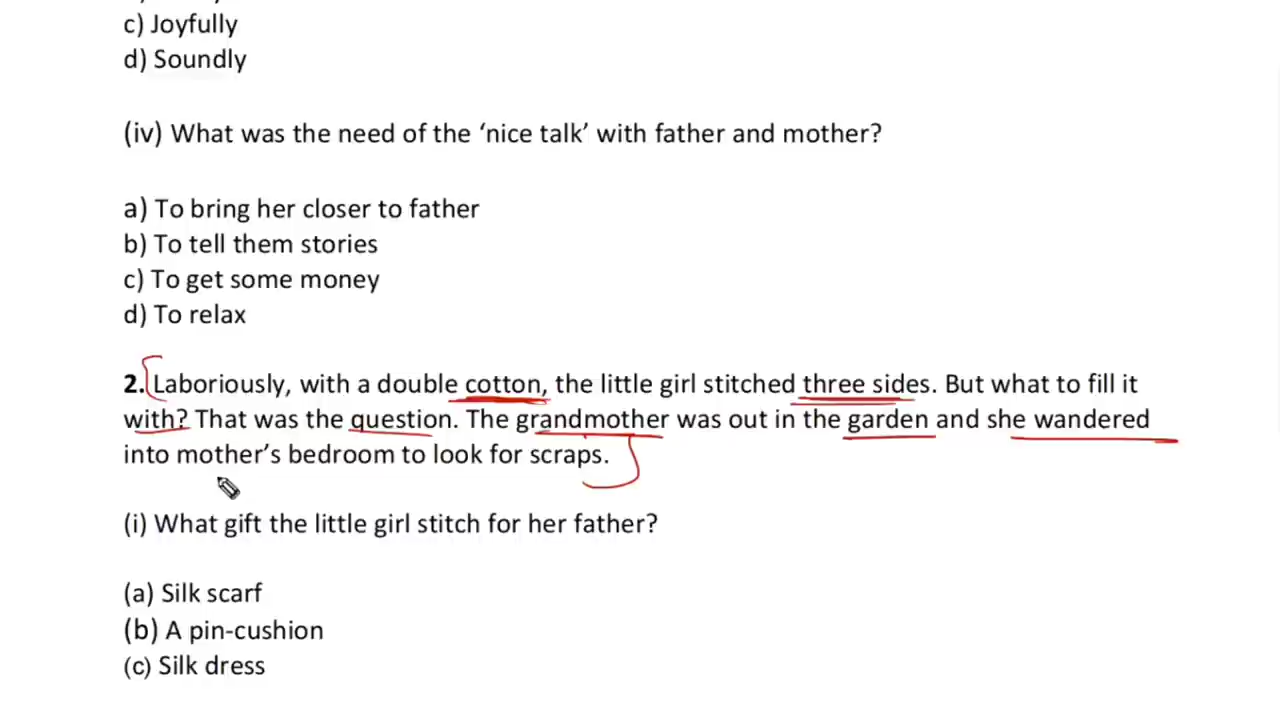 c) Joyfully
d) Soundly
(iv) What was the need of the ‘nice talk’ with father and mother?
a) To bring her closer to father
b) To tell them stories
c) To get some money
d) To relax
2. Laboriously, with a double cotton, the little girl stitched three sides. But what to fill it
with? That was the question. The grandmother was out in the garden and she wandered
into mother’s bedroom to look for scraps.
(i) What gift the little girl stitch for her father?
(a) Silk scarf
(b) A pin-cushion
(c) Silk dress